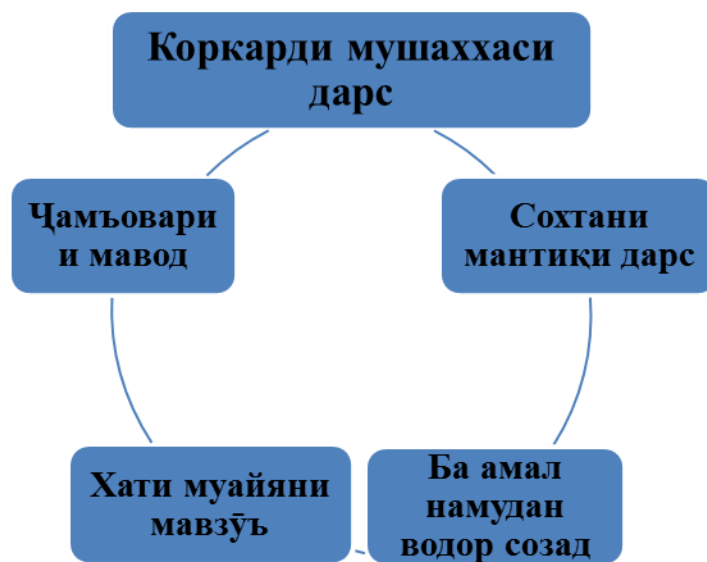 Коркарди мушаххаси
дарс
Ҷамъовари
и мавод
Сохтани
мантиқи дарс
Хати муайяни
мавзӯъ
Ба амал
намудан
водор созад